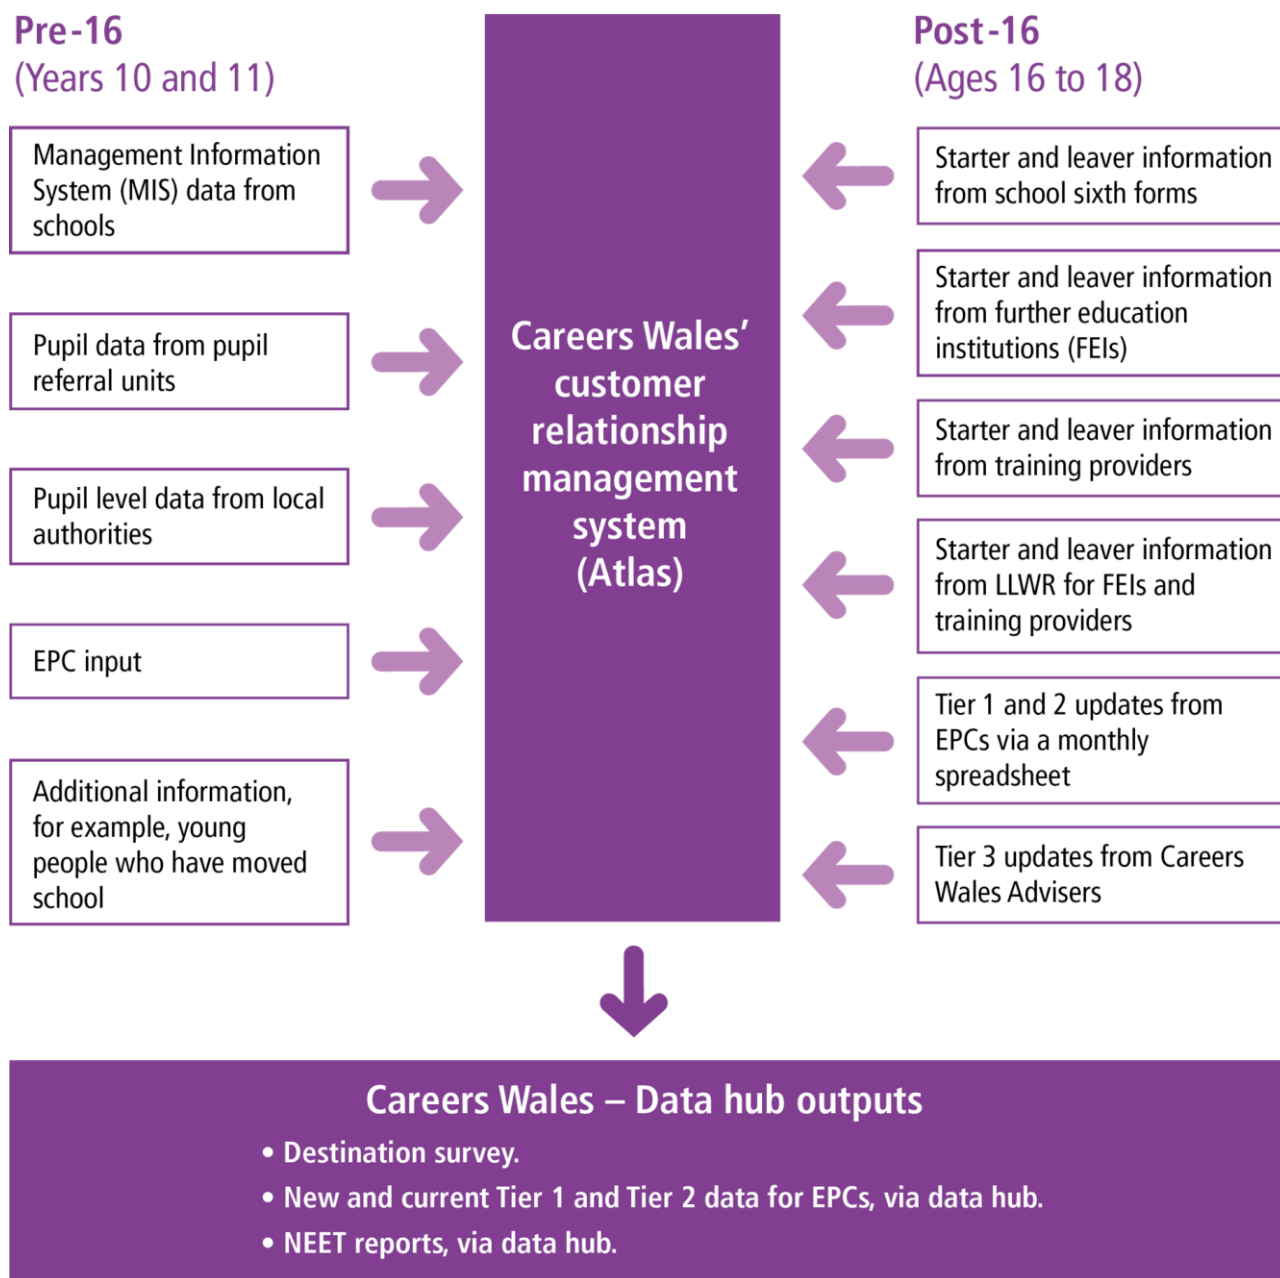 Pre-16
(Years 10 and 11)
Management Information
System (MIS) data from
schools
Pupil data from pupil
referral units
Pupil level data from local
authorities
EPC input
Additional information,
for example, young
people who have moved
school
Careers Wales’
customer
relationship
management
system
(Atlas)
Post-16
(Ages 16 to 18)
Starter and leaver information
from school sixth forms
Starter and leaver information
from further education
institutions (FEIs)
Starter and leaver information
from training providers
Starter and leaver information
from LLWR for FEIs and
training providers
Tier 1 and 2 updates from
EPCs via a monthly
spreadsheet
Tier 3 updates from Careers
Wales Advisers
Careers Wales – Data hub outputs
• Destination survey.
• New and current Tier 1 and Tier 2 data for EPCs, via data hub.
• NEET reports, via data hub.